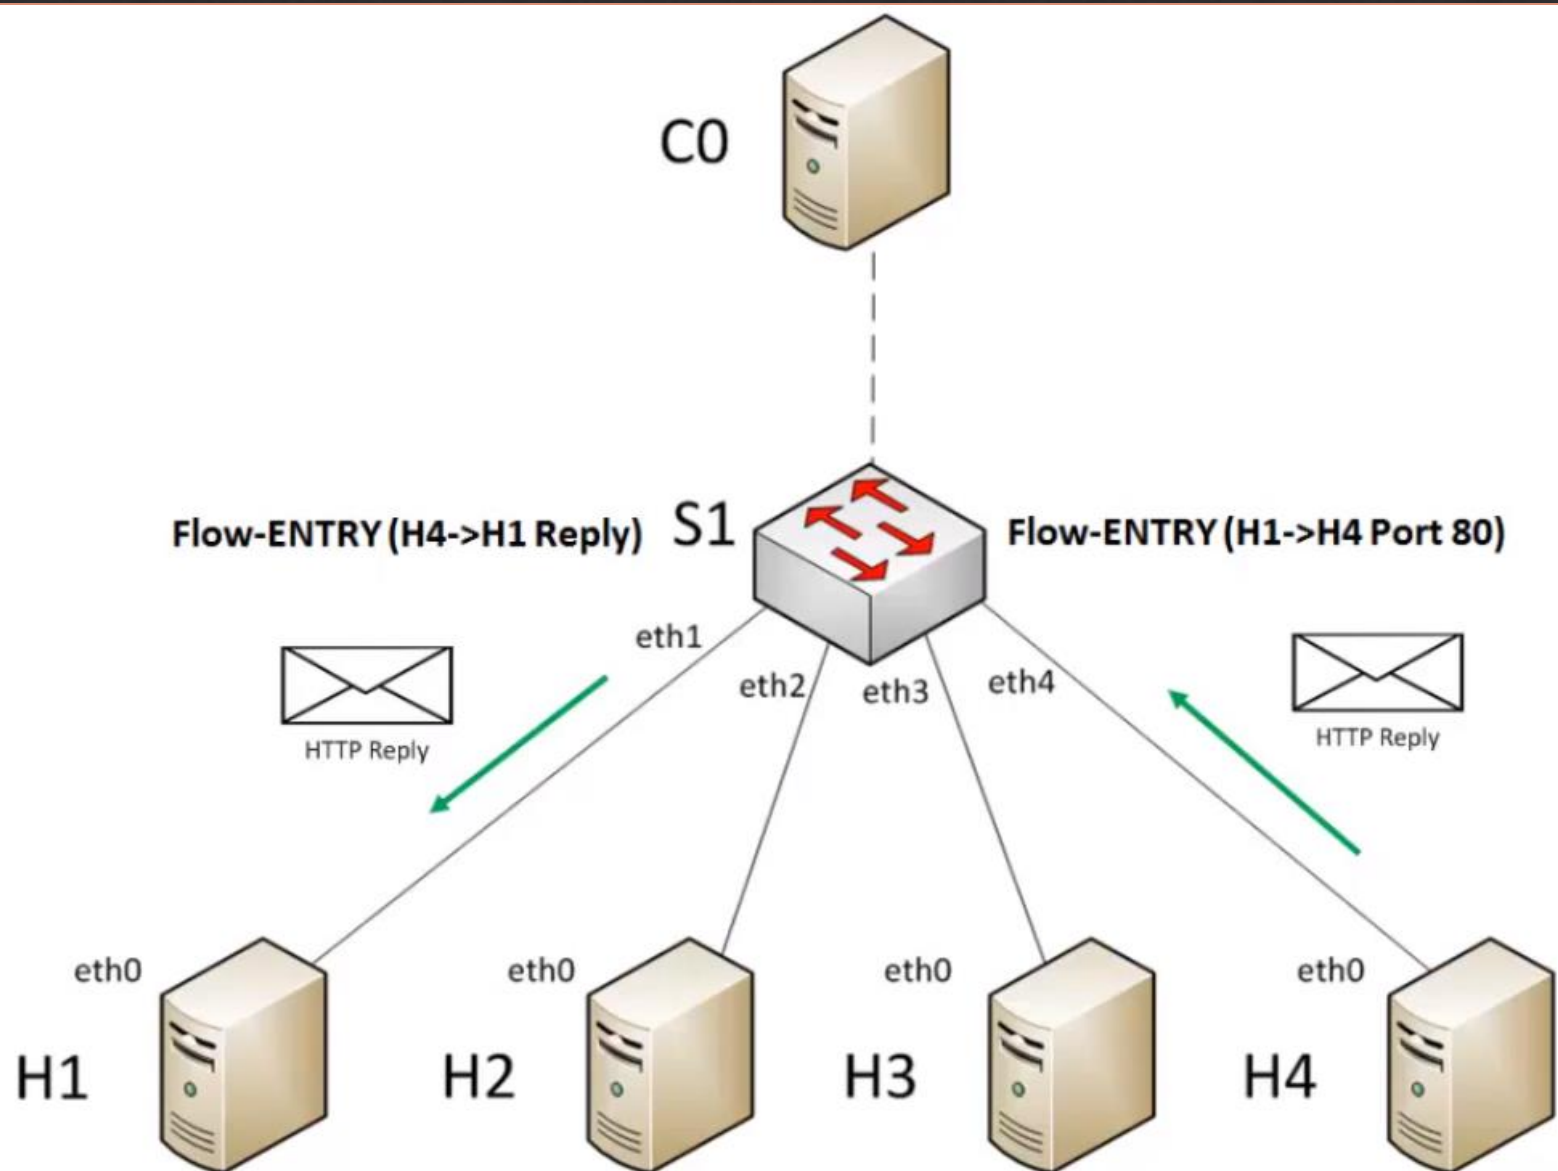 C0
Flow-ENTRY (H4->H1 Reply)
S1
Flow-ENTRY (H1->H4 Port 80)
eth1
eth2
eth3
eth4
HTTP Reply
HTTP Reply
eth0
eth0
eth0
eth0
H1
H2
H3
H4